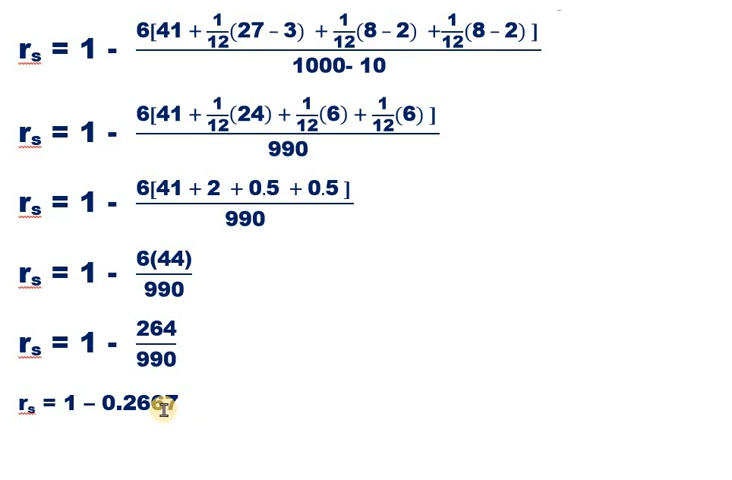 rₛ = 1 - 6[41 + 1/12(27 – 3) + 1/12(8 – 2) + 1/12(8 – 2) ] / 1000- 10
rₛ = 1 - 6[41 + 1/12(24) + 1/12(6) + 1/12(6) ] / 990
rₛ = 1 - 6[41 + 2 + 0.5 + 0.5 ] / 990
rₛ = 1 - 6(44) / 990
rₛ = 1 - 264 / 990
rₛ = 1 – 0.2667